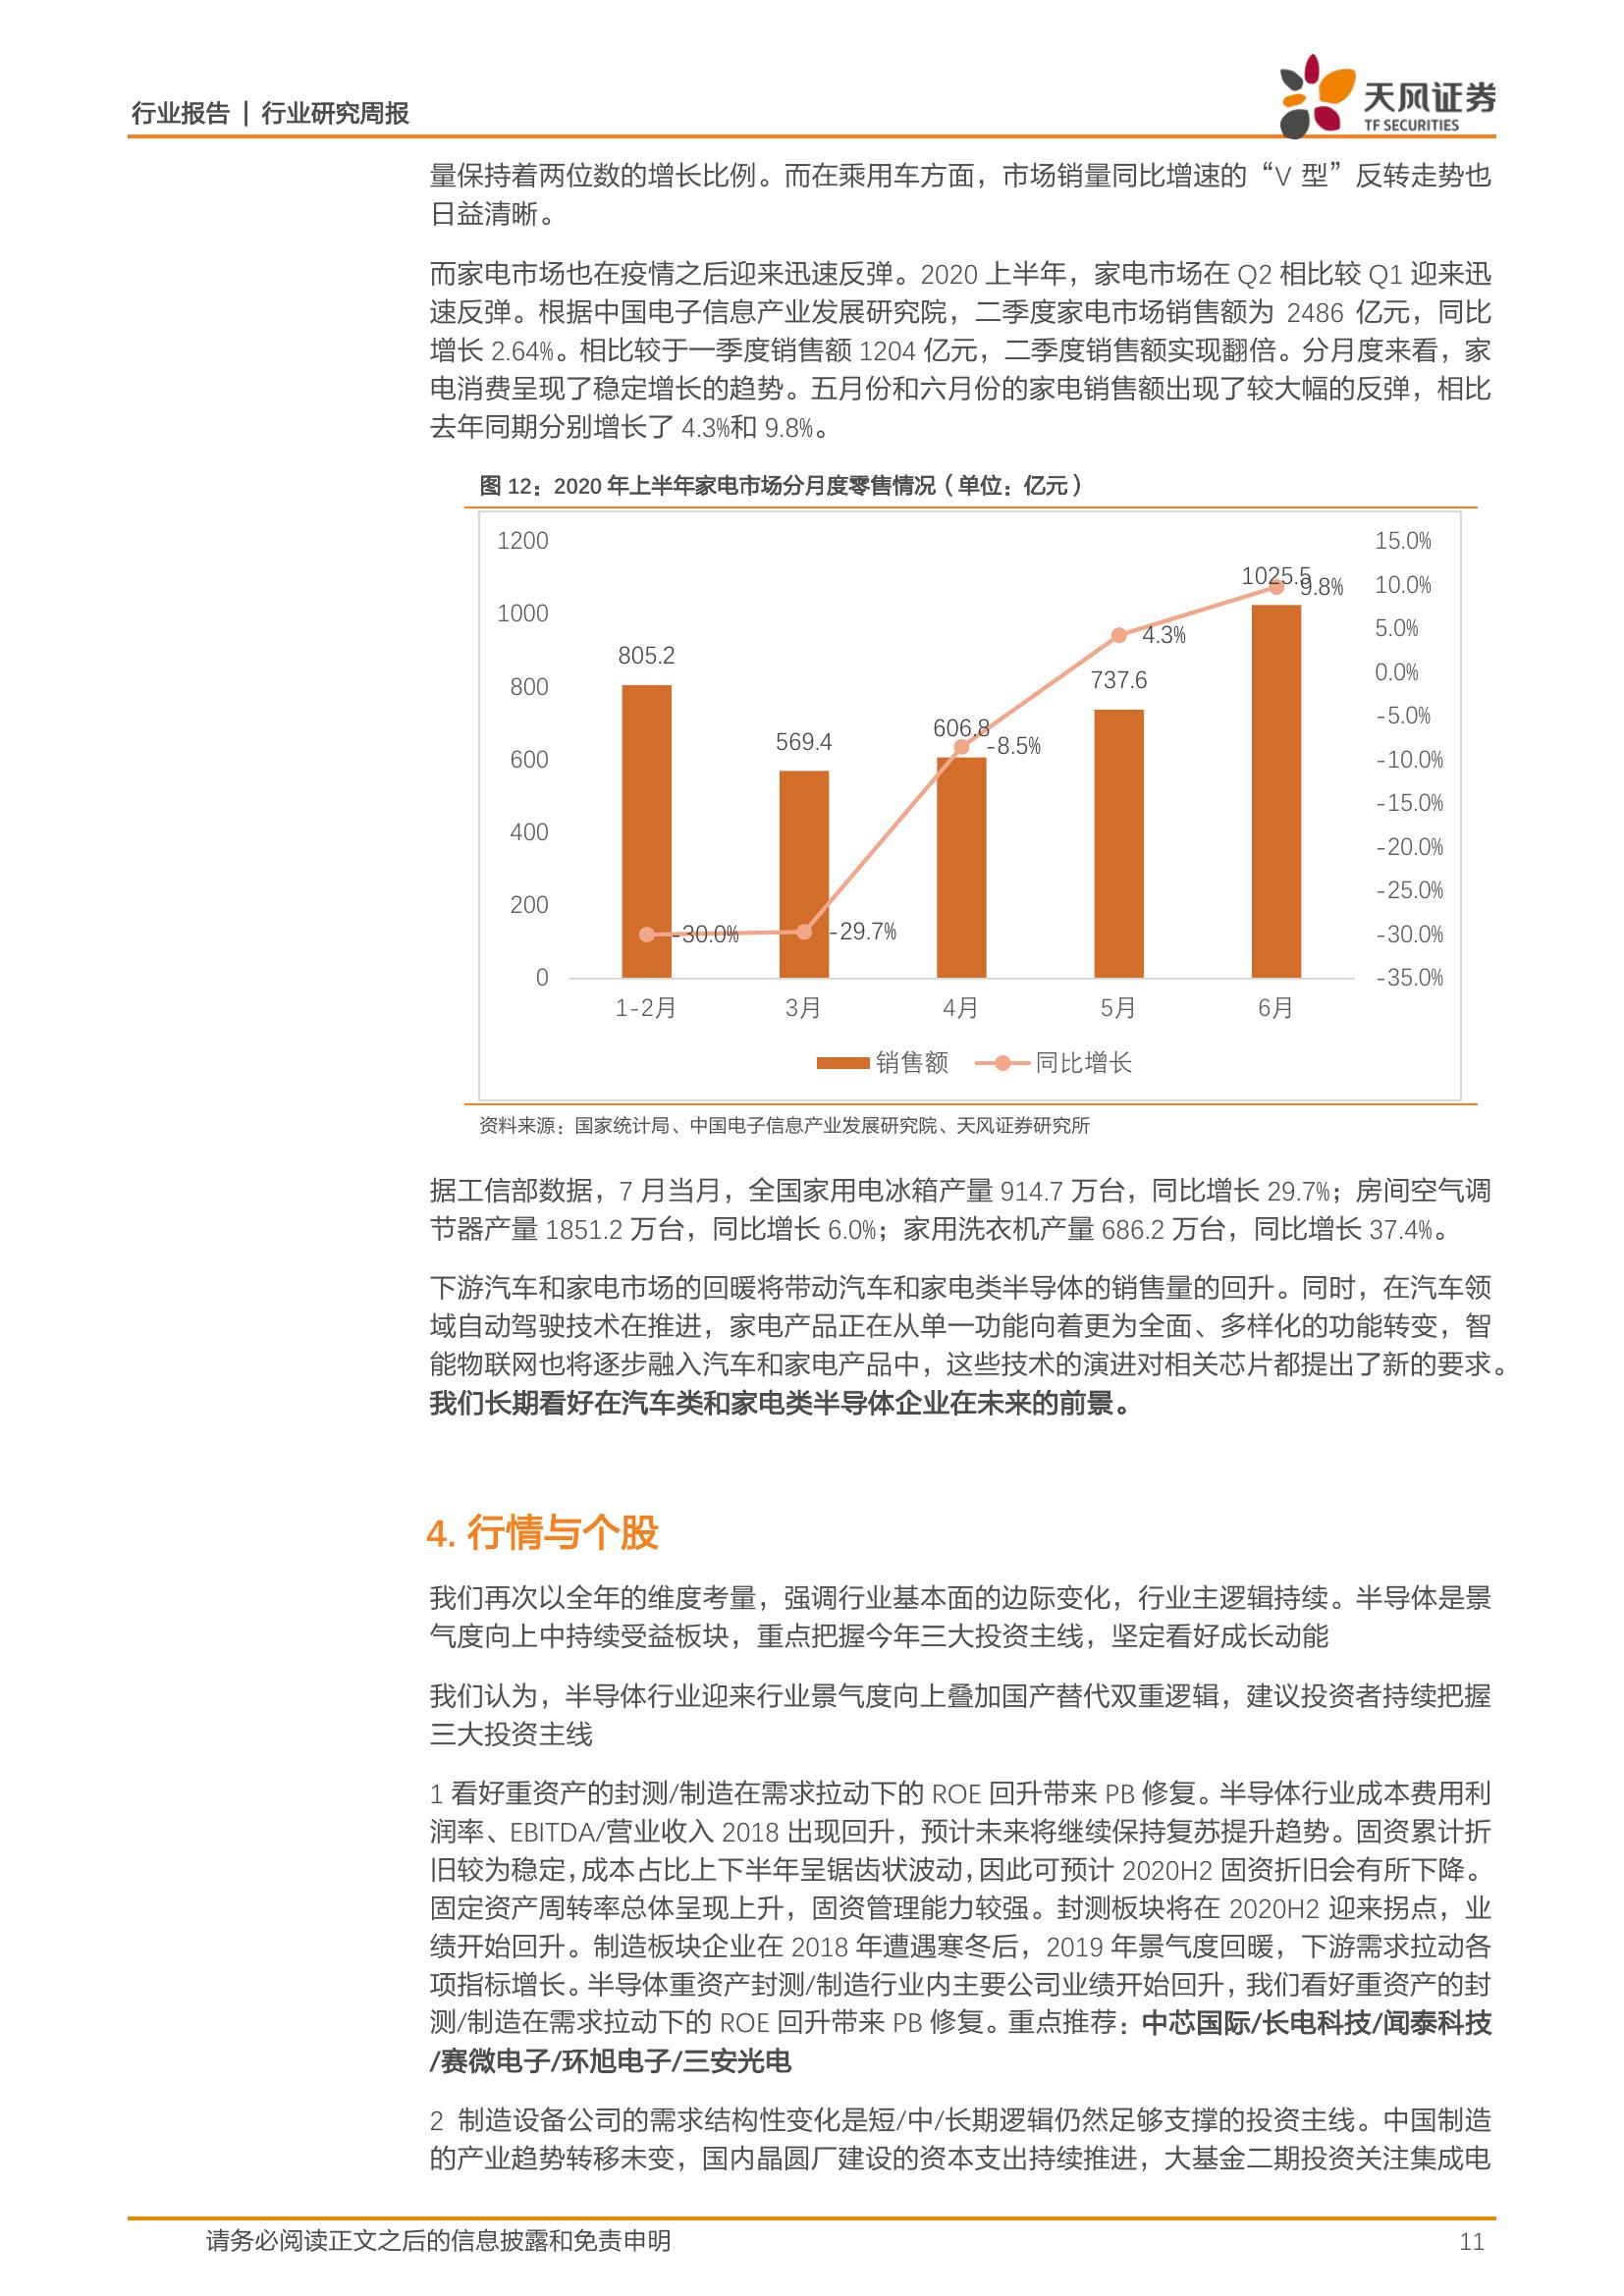 行业报告 | 行业研究周报
天风证券
TF SECURITIES
量保持着两位数的增长比例。而在乘用车方面，市场销量同比增速的“V 型”反转走势也
日益清晰。
而家电市场也在疫情之后迎来迅速反弹。2020 上半年，家电市场在 Q2 相比较 Q1 迎来迅
速反弹。根据中国电子信息产业发展研究院，二季度家电市场销售额为 2486 亿元，同比
增长 2.64%。相比较于一季度销售额 1204 亿元，二季度销售额实现翻倍。分月度来看，家
电消费呈现了稳定增长的趋势。五月份和六月份的家电销售额出现了较大幅的反弹，相比
去年同期分别增长了 4.3%和 9.8%。
图 12：2020 年上半年家电市场分月度零售情况（单位：亿元）
1200
1000
800
600
400
200
0
15.0%
10.0%
5.0%
0.0%
-5.0%
-10.0%
-15.0%
-20.0%
-25.0%
-30.0%
-35.0%
805.2
569.4
606.8
737.6
1025.5
-30.0%
-29.7%
-8.5%
4.3%
9.8%
1-2月
3月
4月
5月
6月
销售额
同比增长
资料来源：国家统计局、中国电子信息产业发展研究院、天风证券研究所
据工信部数据，7 月当月，全国家用电冰箱产量 914.7 万台，同比增长 29.7%；房间空气调
节器产量 1851.2 万台，同比增长 6.0%；家用洗衣机产量 686.2 万台，同比增长 37.4%。
下游汽车和家电市场的回暖将带动汽车和家电类半导体的销售量的回升。同时，在汽车领
域自动驾驶技术在推进，家电产品正在从单一功能向着更为全面、多样化的功能转变，智
能物联网也将逐步融入汽车和家电产品中，这些技术的演进对相关芯片都提出了新的要求。
我们长期看好在汽车类和家电类半导体企业在未来的前景。
4. 行情与个股
我们再次以全年的维度考量，强调行业基本面的边际变化，行业主逻辑持续。半导体是景
气度向上中持续受益板块，重点把握今年三大投资主线，坚定看好成长动能
我们认为，半导体行业迎来行业景气度向上叠加国产替代双重逻辑，建议投资者持续把握
三大投资主线
1 看好重资产的封测/制造在需求拉动下的 ROE 回升带来 PB 修复。半导体行业成本费用利
润率、EBITDA/营业收入 2018 出现回升，预计未来将继续保持复苏提升趋势。固资累计折
旧较为稳定，成本占比上下半年呈锯齿状波动，因此可预计 2020H2 固资折旧会有所下降。
固定资产周转率总体呈现上升，固资管理能力较强。封测板块将在 2020H2 迎来拐点，业
绩开始回升。制造板块企业在 2018 年遭遇寒冬后，2019 年景气度回暖，下游需求拉动各
项指标增长。半导体重资产封测/制造行业内主要公司业绩开始回升，我们看好重资产的封
测/制造在需求拉动下的 ROE 回升带来 PB 修复。重点推荐：中芯国际/长电科技/闻泰科技
/赛微电子/环旭电子/三安光电
2 制造设备公司的需求结构性变化是短/中/长期逻辑仍然足够支撑的投资主线。中国制造
的产业趋势转移未变，国内晶圆厂建设的资本支出持续推进，大基金二期投资关注集成电
请务必阅读正文之后的信息披露和免责申明
11